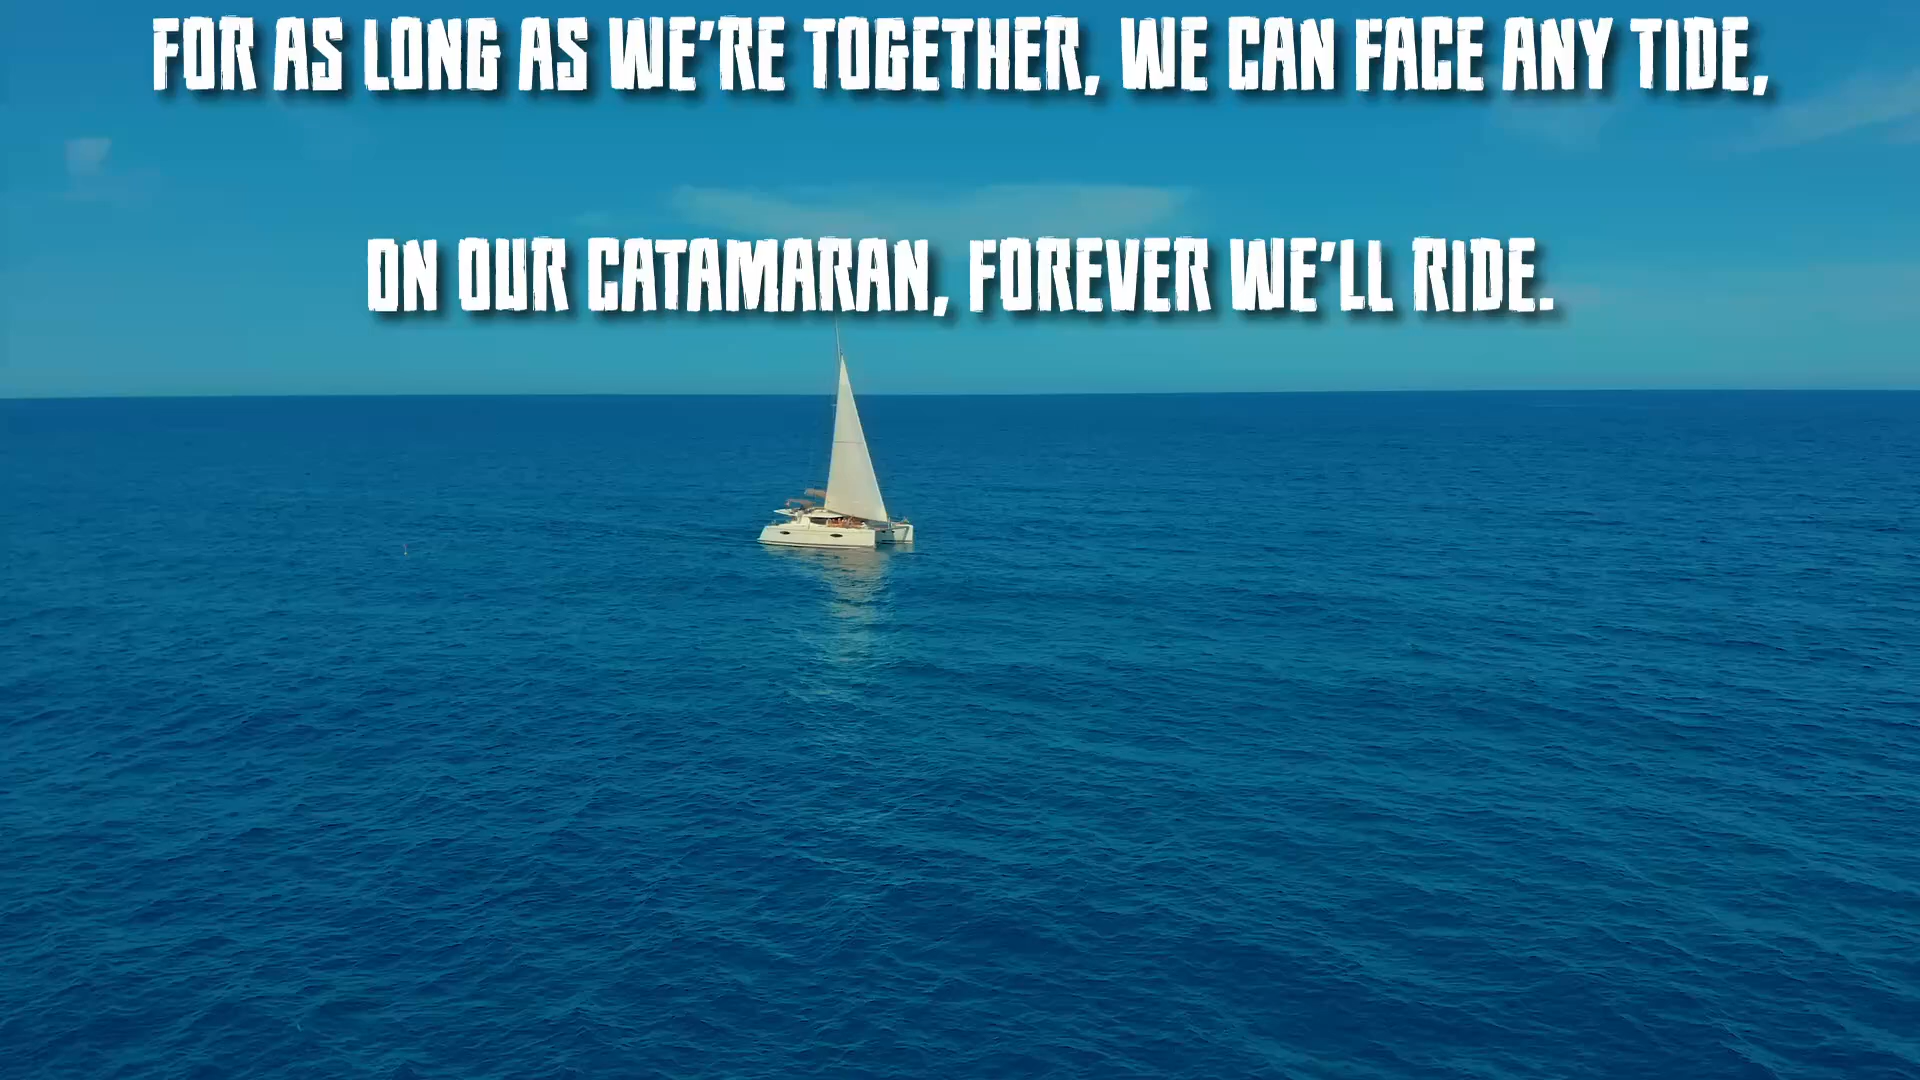 FOR AS LONG AS WE'RE TOGETHER, WE CAN FACE ANY TIDE,
ON OUR CATAMARAN, FOREVER WE'LL RIDE.